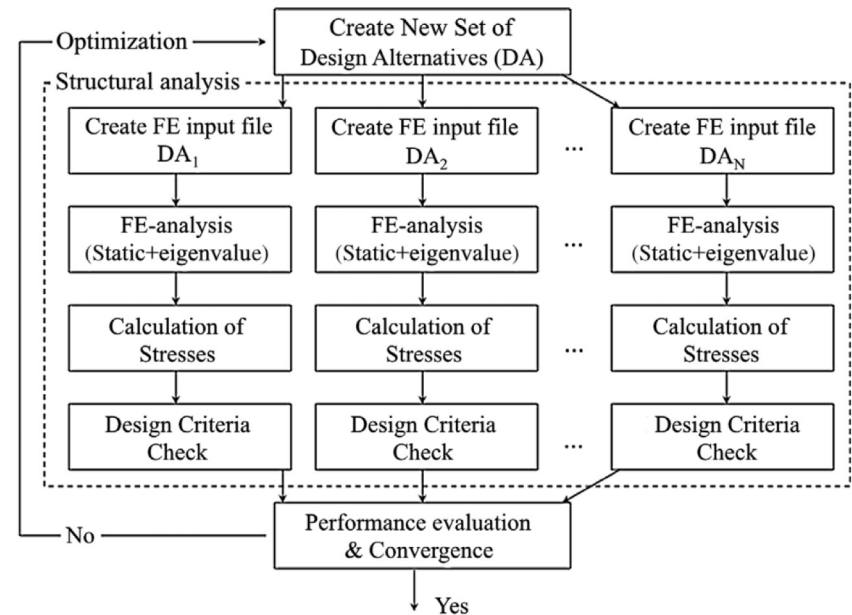 Optimization
Create New Set of
Design Alternatives (DA)
Structural analysis
Create FE input file
DA₁
Create FE input file
DA₂
...
Create FE input file
DA_N
FE-analysis
(Static+eigenvalue)
FE-analysis
(Static+eigenvalue)
...
FE-analysis
(Static+eigenvalue)
Calculation of
Stresses
Calculation of
Stresses
...
Calculation of
Stresses
Design Criteria
Check
Design Criteria
Check
...
Design Criteria
Check
Performance evaluation
& Convergence
No
Yes